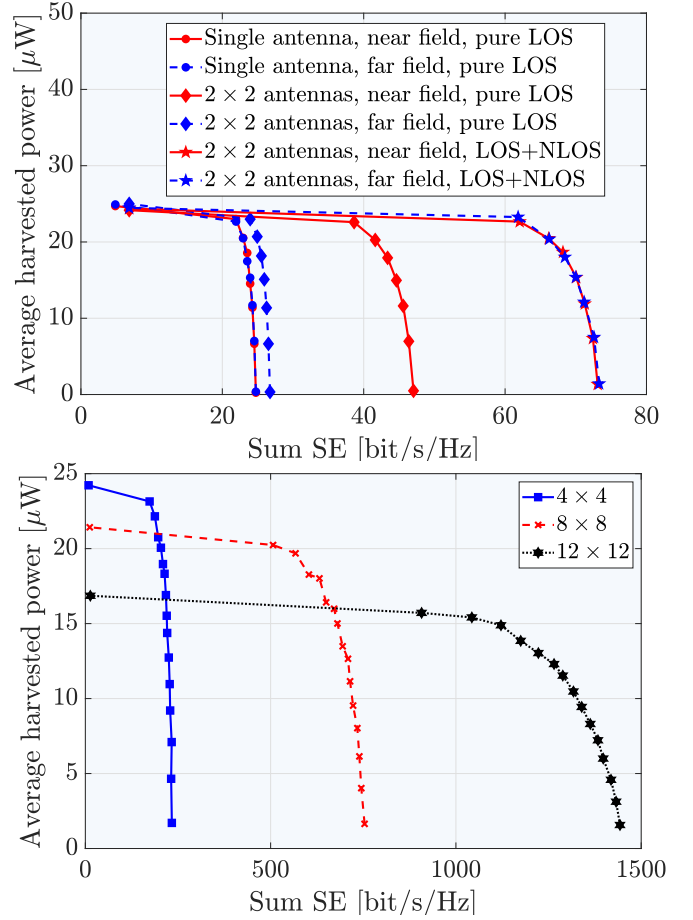 50
40
30
20
10
0
Average harvested power [μW]
Single antenna, near field, pure LOS
Single antenna, far field, pure LOS
2 × 2 antennas, near field, pure LOS
2 × 2 antennas, far field, pure LOS
2 × 2 antennas, near field, LOS+NLOS
2 × 2 antennas, far field, LOS+NLOS
0 20 40 60 80
Sum SE [bit/s/Hz]
25
20
15
10
5
0
Average harvested power [μW]
4 × 4
8 × 8
12 × 12
0 500 1000 1500
Sum SE [bit/s/Hz]